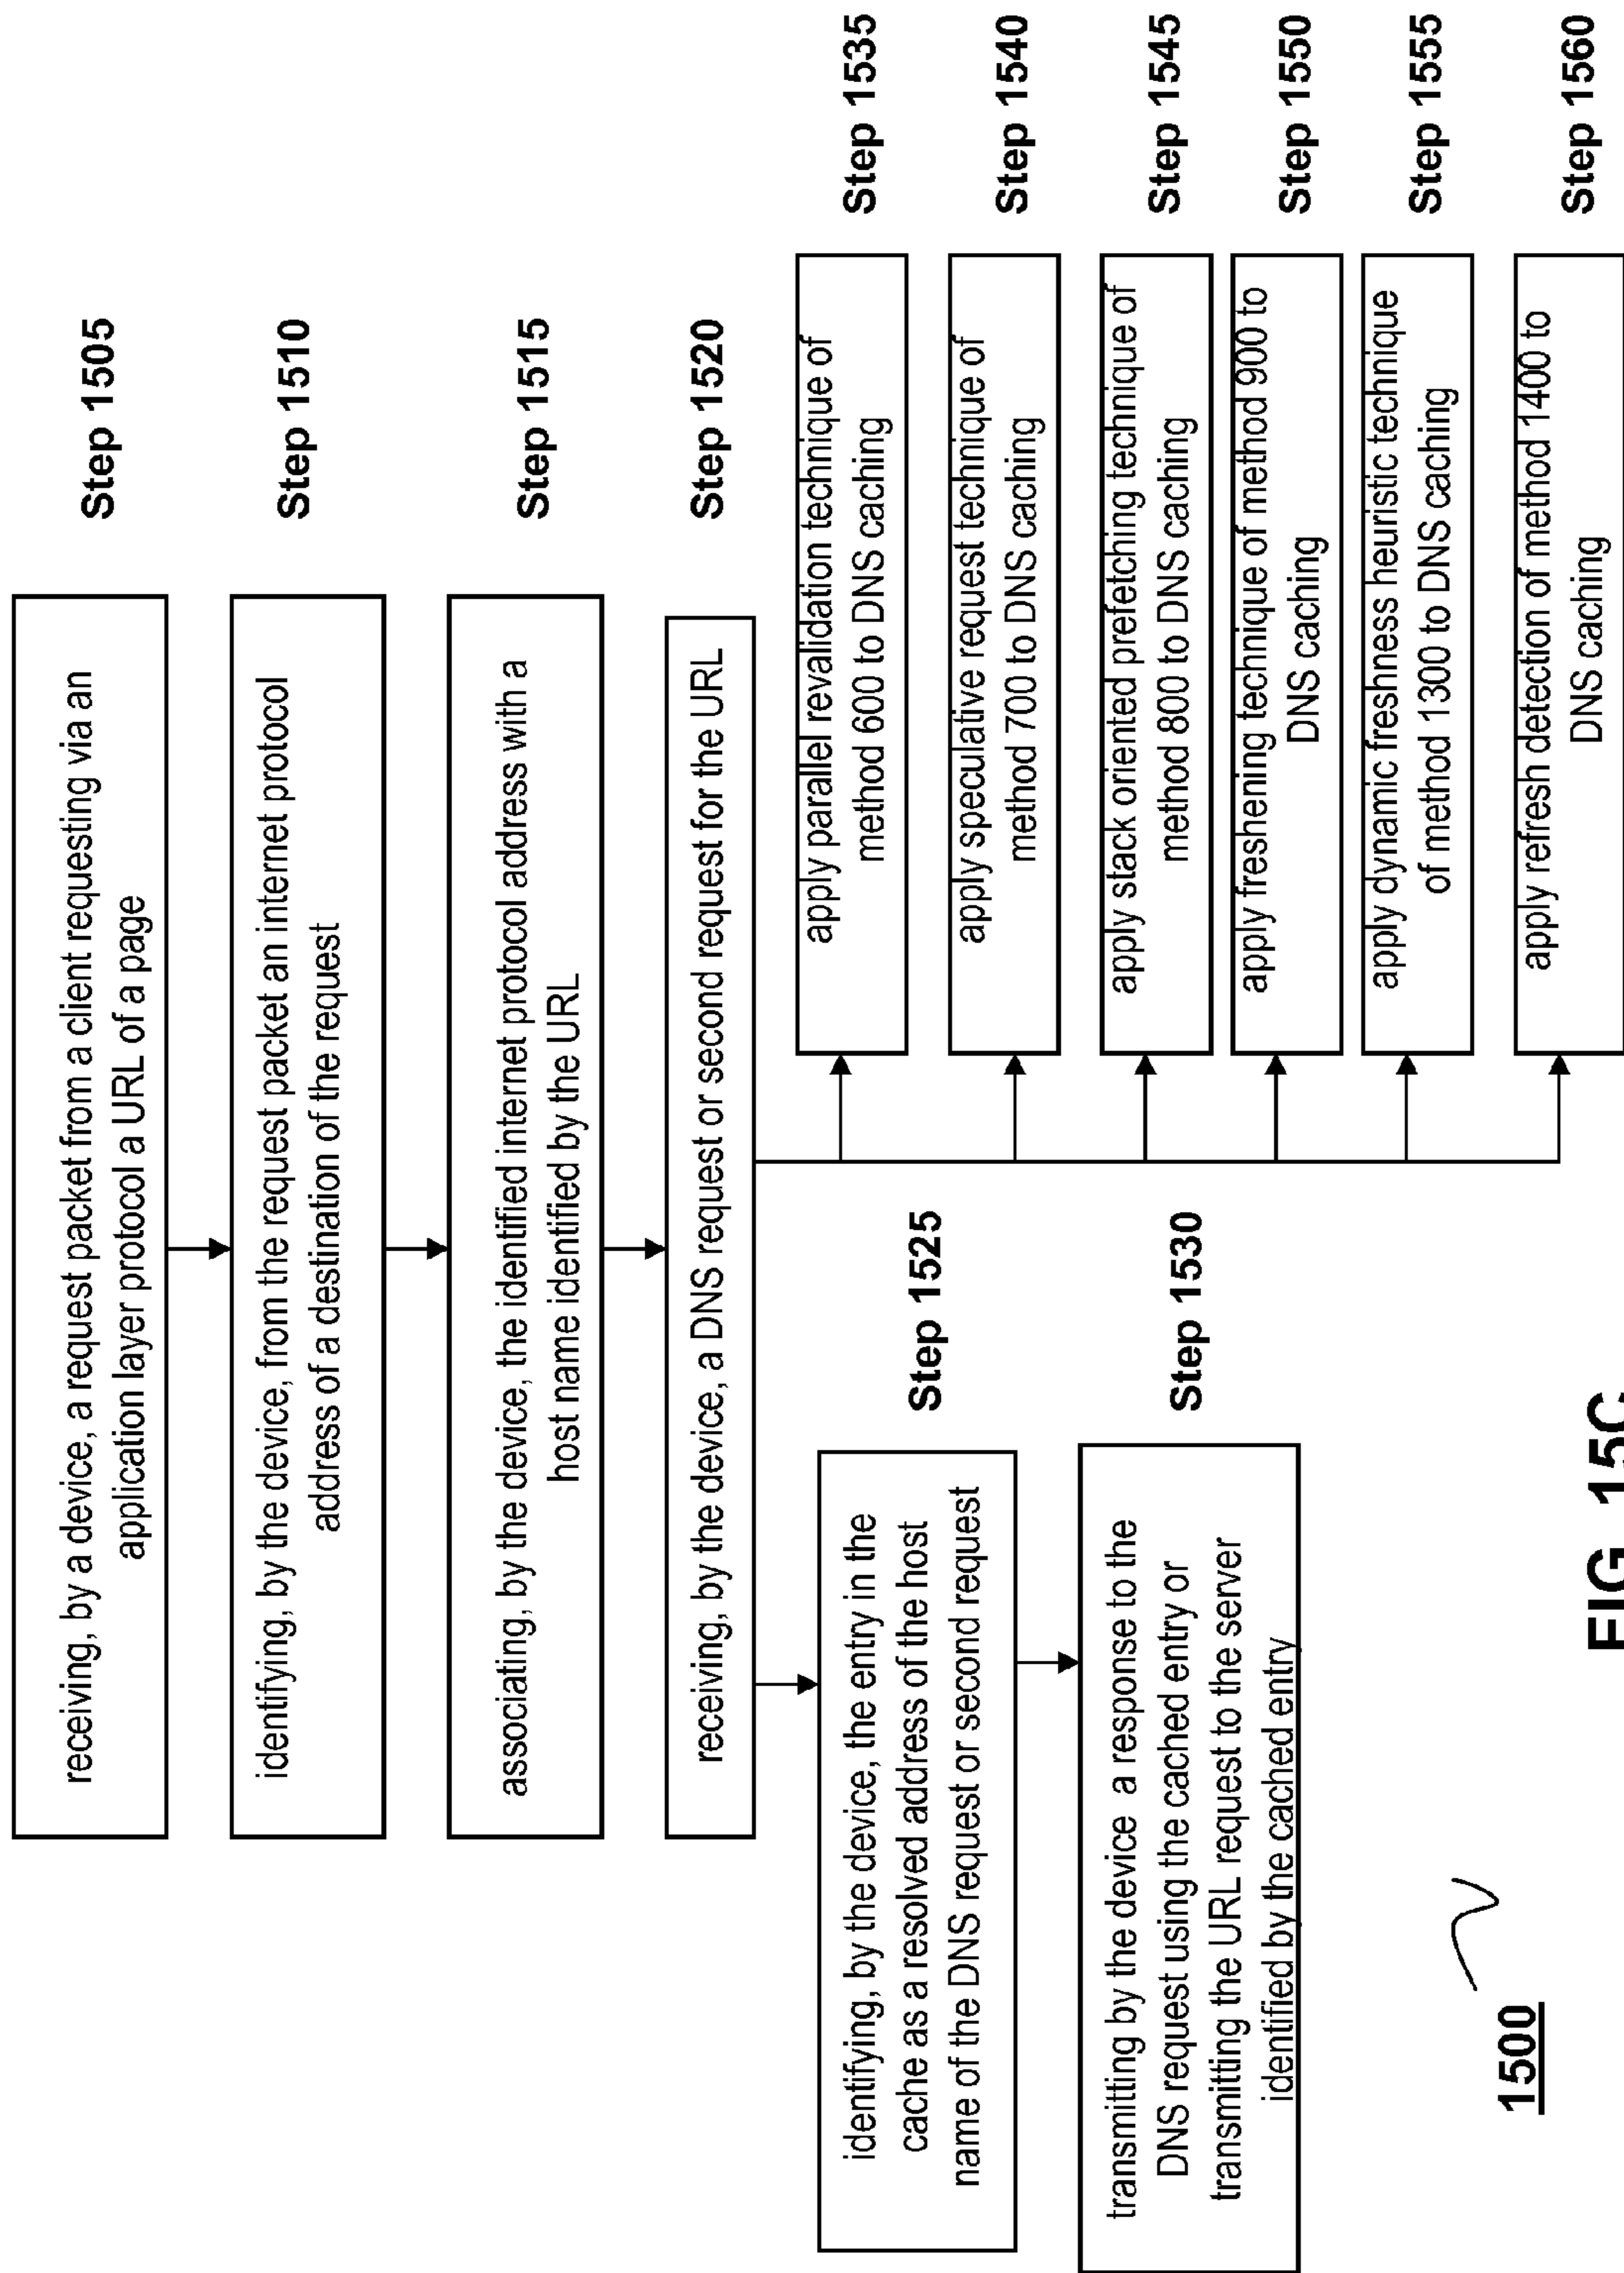 receiving, by a device, a request packet from a client requesting via an
application layer protocol a URL of a page
Step 1505
identifying, by the device, from the request packet an internet protocol
address of a destination of the request
Step 1510
associating, by the device, the identified internet protocol address with a
host name identified by the URL
Step 1515
receiving, by the device, a DNS request or second request for the URL
Step 1520
identifying, by the device, the entry in the
cache as a resolved address of the host
name of the DNS request or second request
Step 1525
transmitting by the device a response to the
DNS request using the cached entry or
transmitting the URL request to the server
identified by the cached entry
Step 1530
apply parallel revalidation technique of
method 600 to DNS caching
Step 1535
apply speculative request technique of
method 700 to DNS caching
Step 1540
apply stack oriented prefetching technique of
method 800 to DNS caching
Step 1545
apply freshening technique of method 900 to
DNS caching
Step 1550
apply dynamic freshness heuristic technique
of method 1300 to DNS caching
Step 1555
apply refresh detection of method 1400 to
DNS caching
Step 1560
1500
FIG. 15C